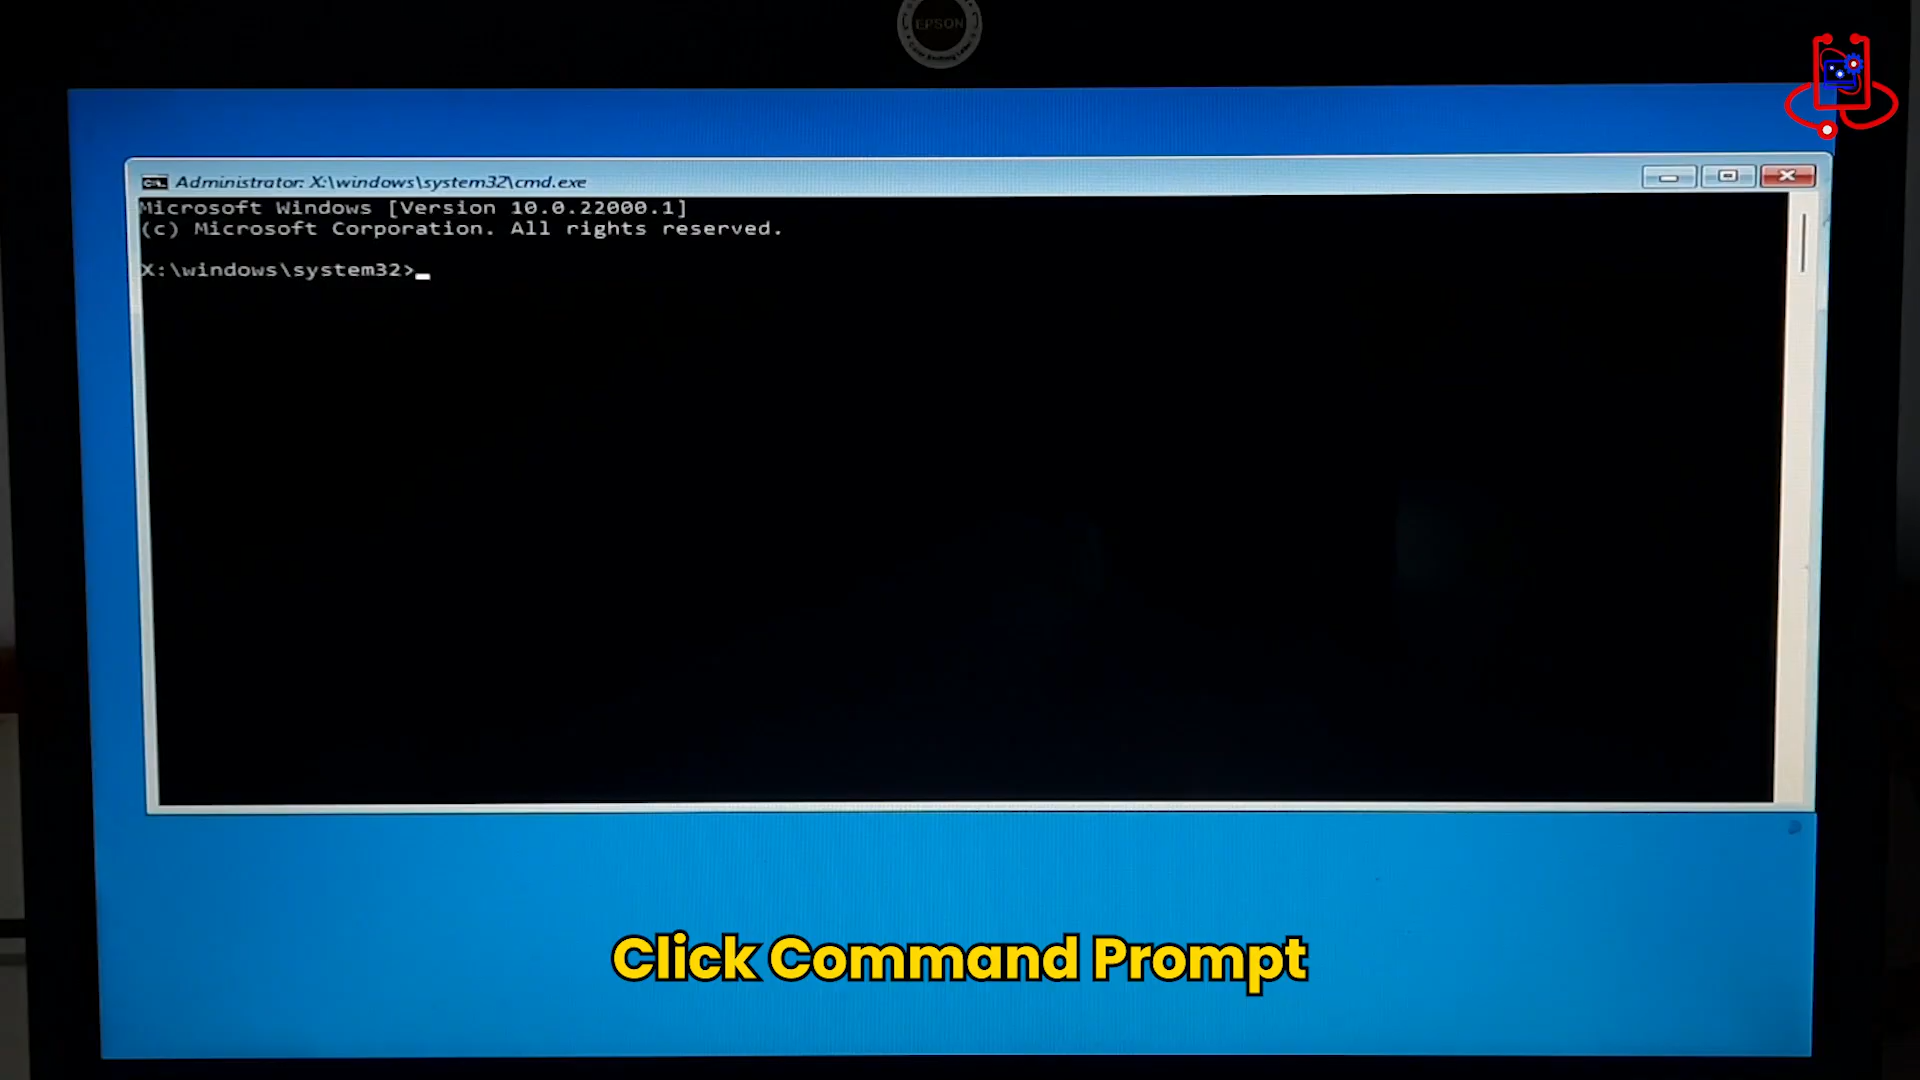 EPSON
Administrator: X:\windows\system32\cmd.exe
Microsoft Windows [Version 10.0.22000.1]
(c) Microsoft Corporation. All rights reserved.
X:\windows\system32>
Click Command Prompt